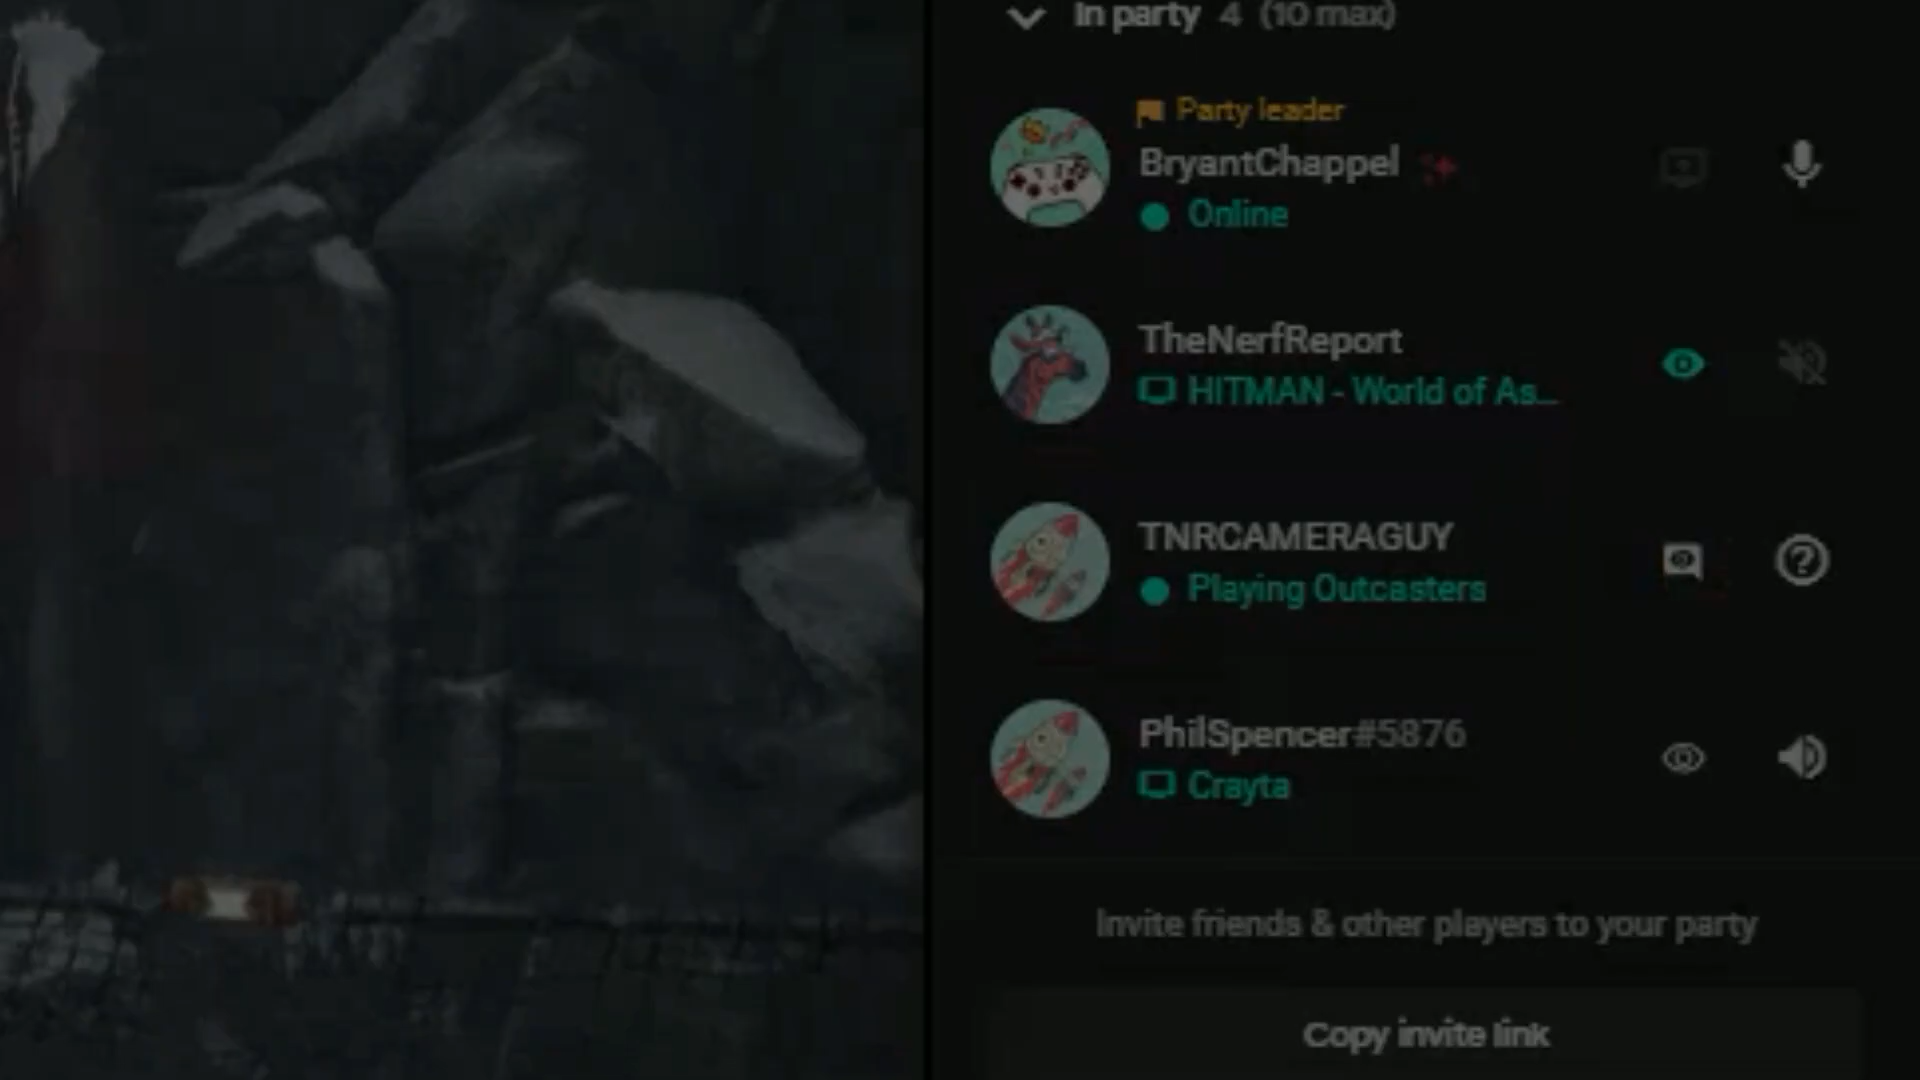 In party 4 (10 max)
Party leader
BryantChappel
Online
TheNerfReport
HITMAN - World of As...
TNRCAMERAGUY
Playing Outcasters
PhilSpencer#5876
Crayta
Invite friends & other players to your party
Copy invite link